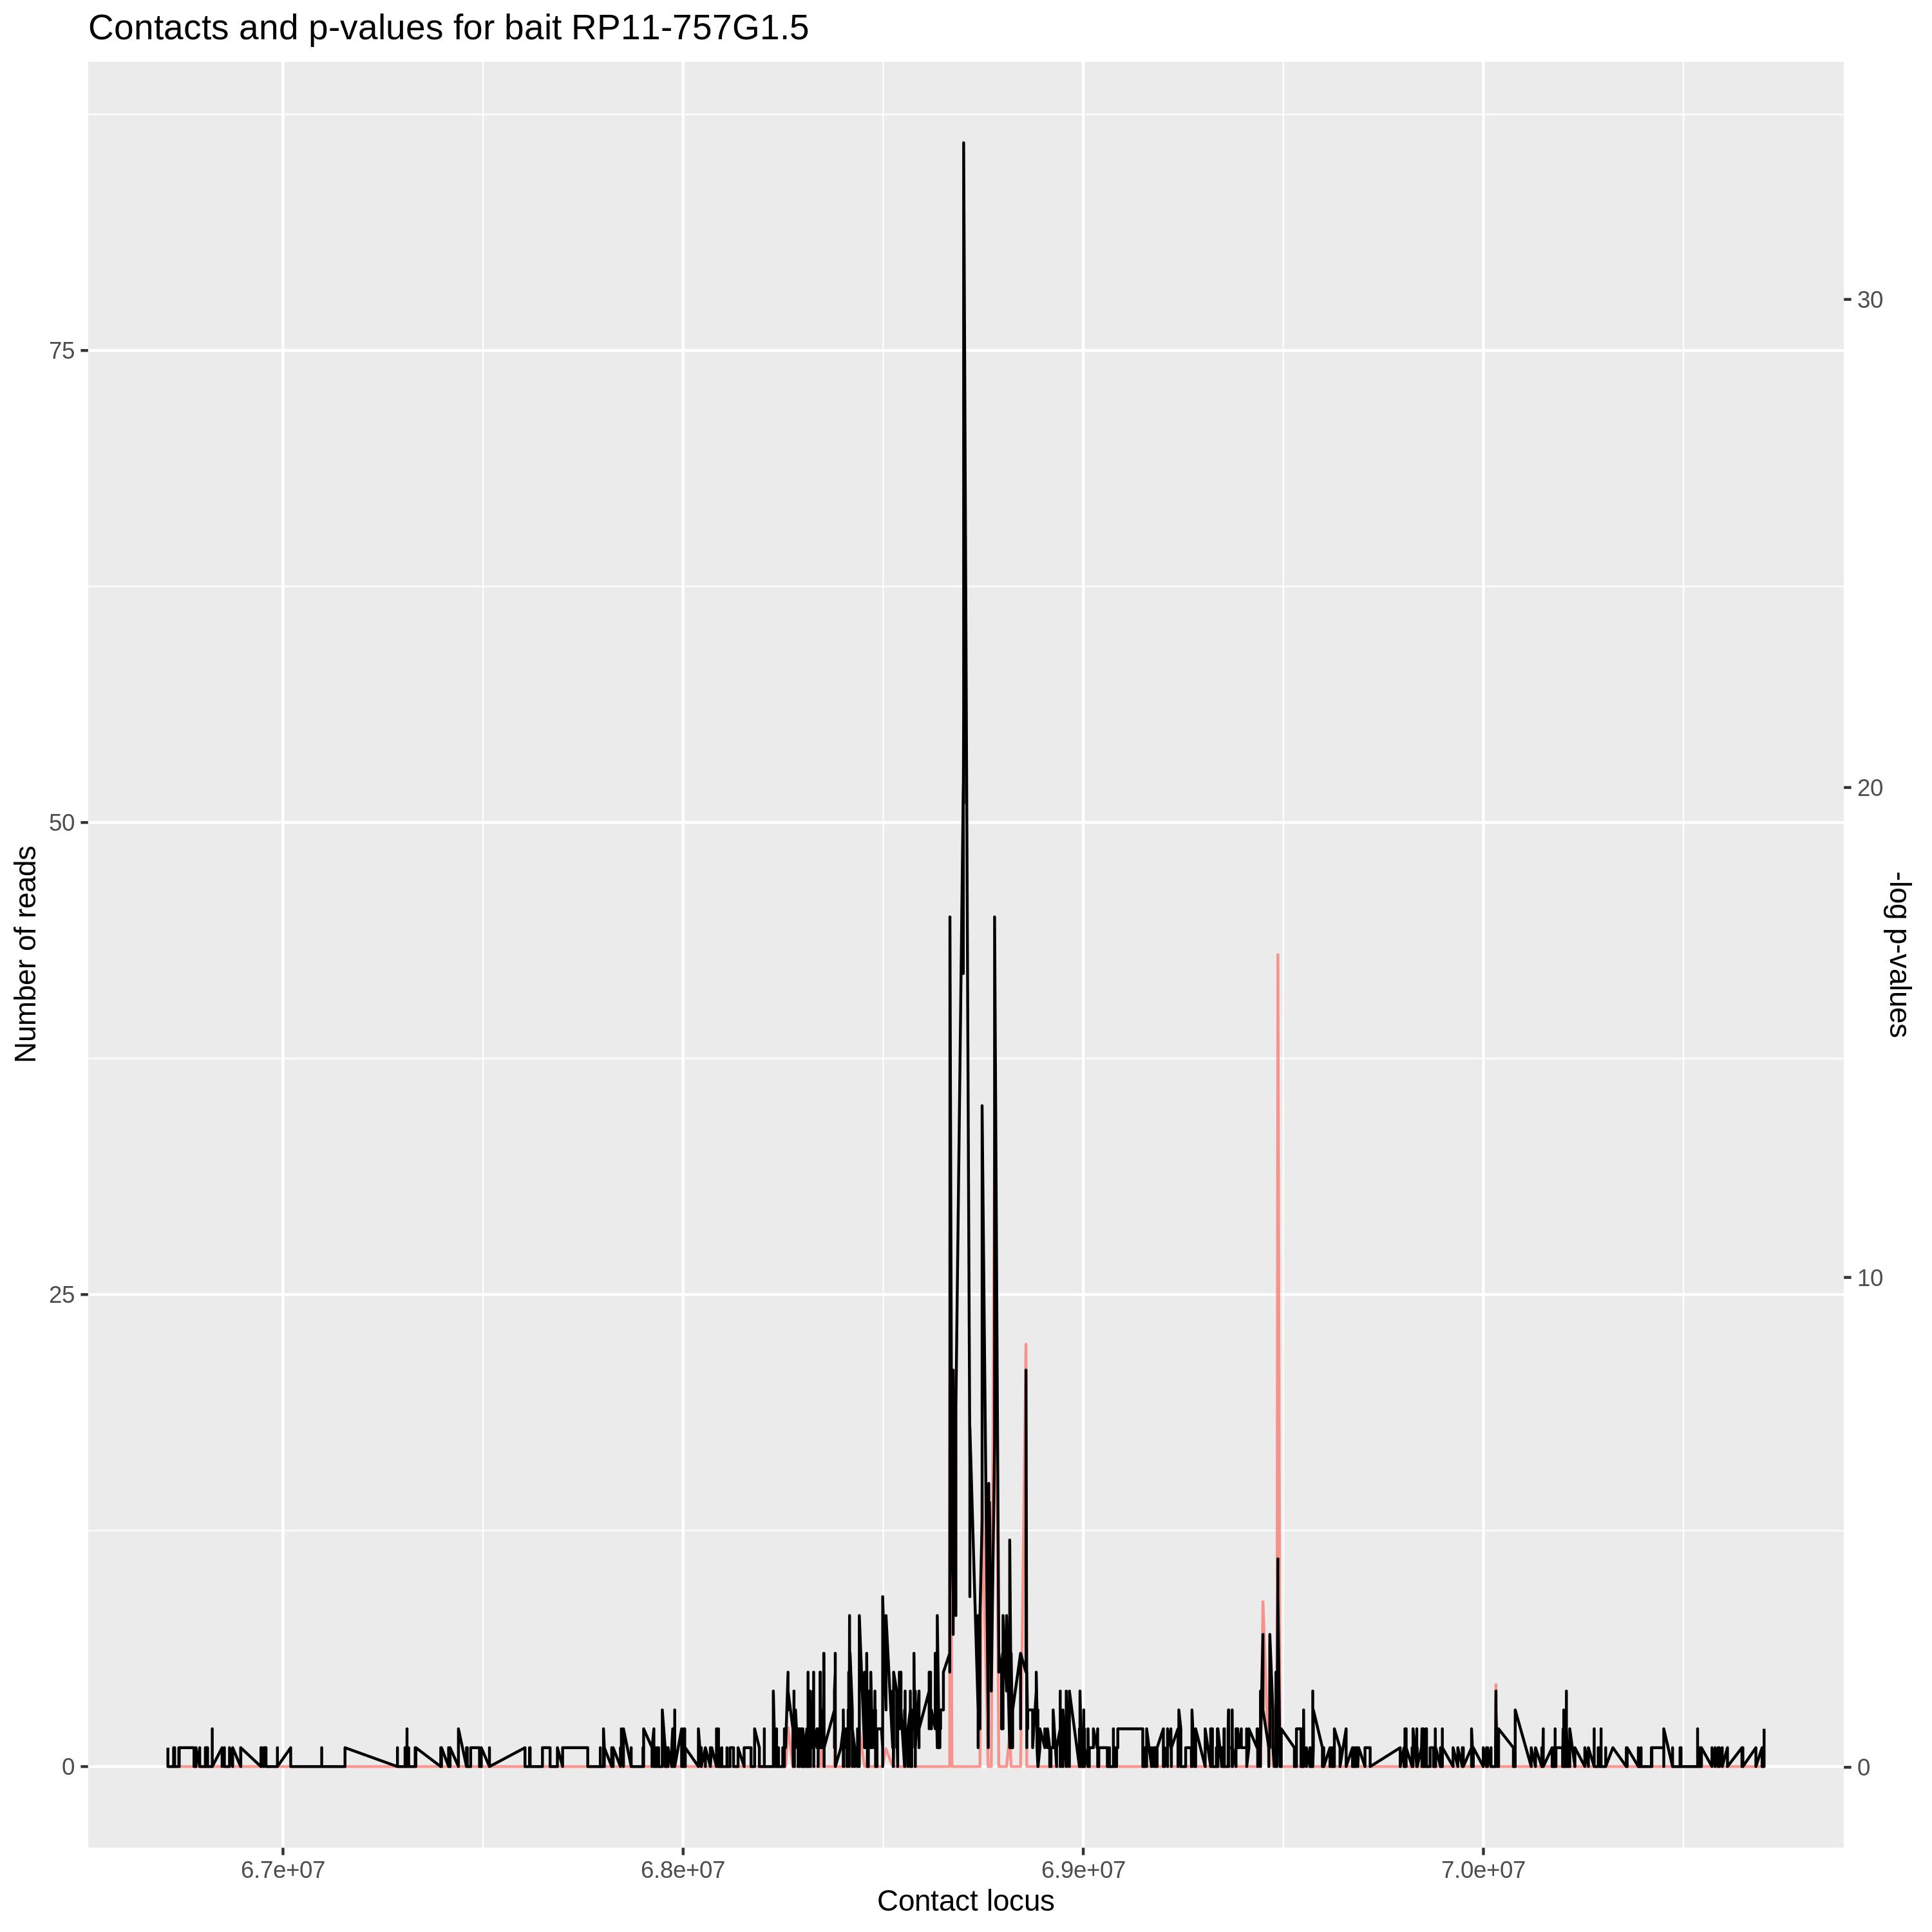 Contacts and p-values for bait RP11-757G1.5
75
50
25
0
30
20
10
0
Number of reads
-log p-values
6.7e+07 6.8e+07 6.9e+07 7.0e+07
Contact locus